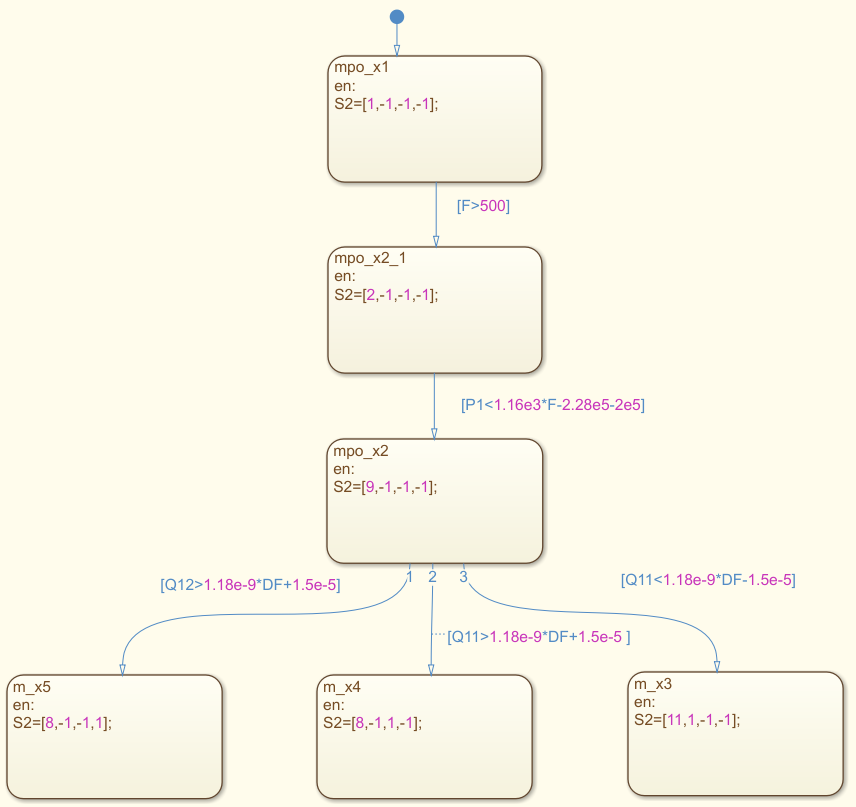 mpo_x1
en:
S2=[1,-1,-1,-1];
[F>500]
mpo_x2_1
en:
S2=[2,-1,-1,-1];
[P1<1.16e3*F-2.28e5-2e5]
mpo_x2
en:
S2=[9,-1,-1,-1];
1
2
3
[Q12>1.18e-9*DF+1.5e-5]
[Q11<1.18e-9*DF-1.5e-5]
[Q11>1.18e-9*DF+1.5e-5 ]
m_x5
en:
S2=[8,-1,-1,1];
m_x4
en:
S2=[8,-1,1,-1];
m_x3
en:
S2=[11,1,-1,-1];